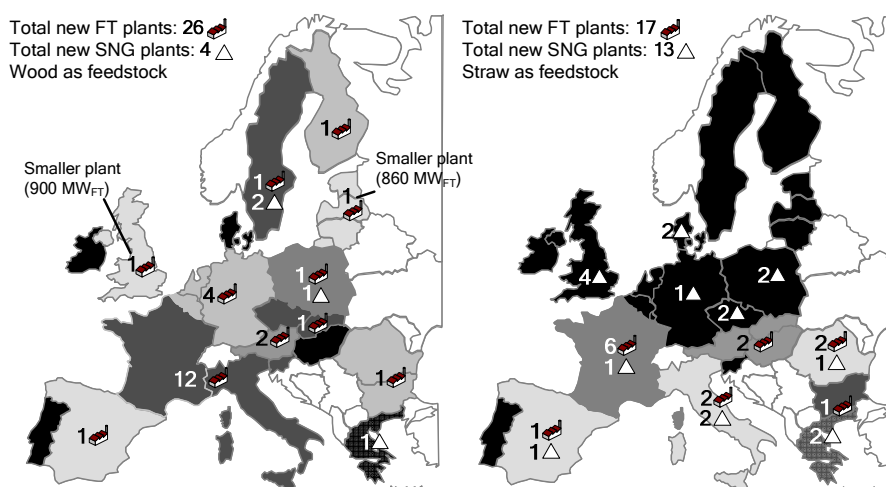 Total new FT plants: 26
Total new SNG plants: 4
Wood as feedstock
Smaller plant
(900 MWFT)
Smaller plant
(860 MWFT)
1
1
2
1
1
1
1
4
1
2
12
1
1
Total new FT plants: 17
Total new SNG plants: 13
Straw as feedstock
2
4
1
2
2
6
1
2
2
1
2
2
1
1
1
2